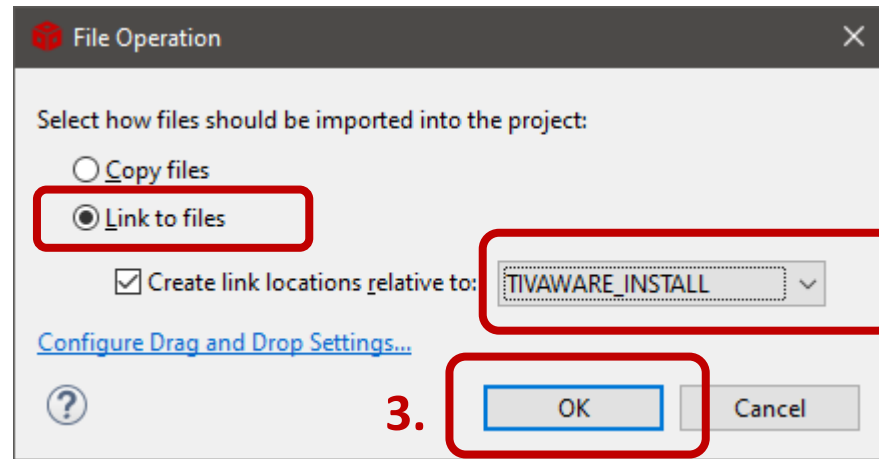 File Operation
Select how files should be imported into the project:
Copy files
Link to files
Create link locations relative to: TIVAWARE_INSTALL
Configure Drag and Drop Settings...
? 3. OK Cancel